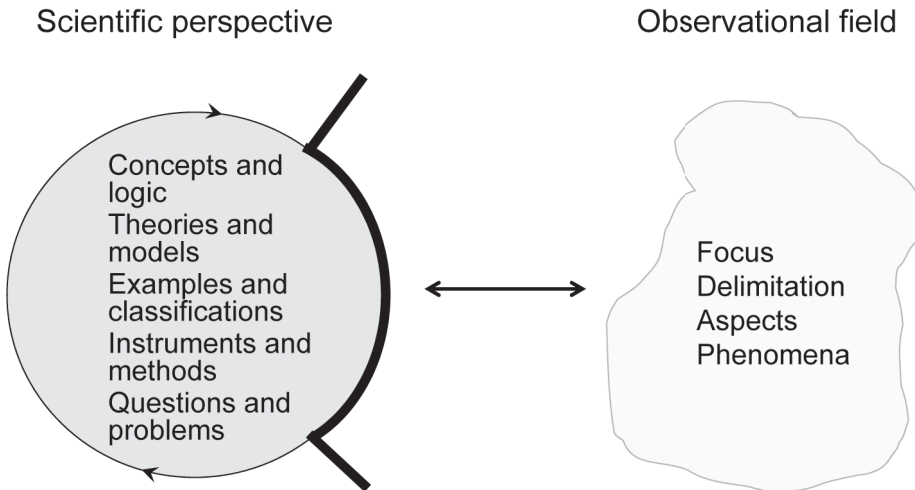 Scientific perspective
Observational field
Concepts and
logic
Theories and
models
Examples and
classifications
Instruments and
methods
Questions and
problems
Focus
Delimitation
Aspects
Phenomena